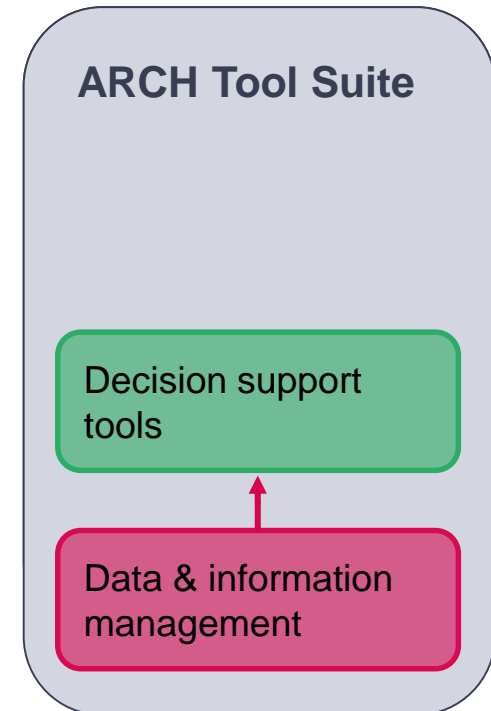 ARCH Tool Suite
Decision support
tools
Data & information
management